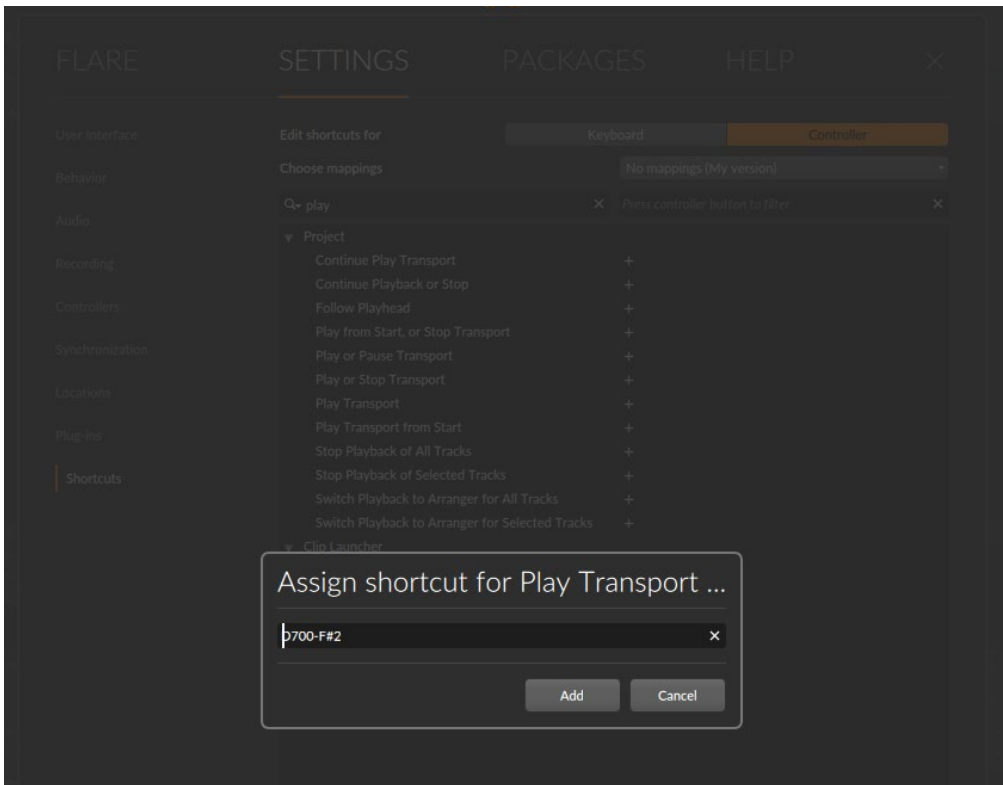 FLARE SETTINGS PACKAGES HELP
User Interface
Behavior
Audio
Recording
Controllers
Synchronization
Locations
Plug-ins
Shortcuts
Edit shortcuts for Keyboard Controller
Choose mappings No mappings (My version)
play Press controller button to filter
Project
Continue Play Transport
Continue Playback or Stop
Follow Playhead
Play from Start, or Stop Transport
Play or Pause Transport
Play or Stop Transport
Play Transport
Play Transport from Start
Stop Playback of All Tracks
Stop Playback of Selected Tracks
Switch Playback to Arranger for All Tracks
Switch Playback to Arranger for Selected Tracks
Clip Launcher
Assign shortcut for Play Transport ...
D700-F#2
Add Cancel